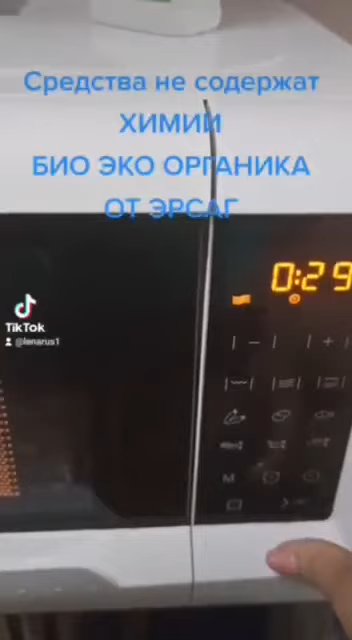 Средства не содержат
ХИМИИ
БИО ЭКО ОРГАНИКА
ОТ ЭРСАГ
0:29
TikTok
@lenarus1
M